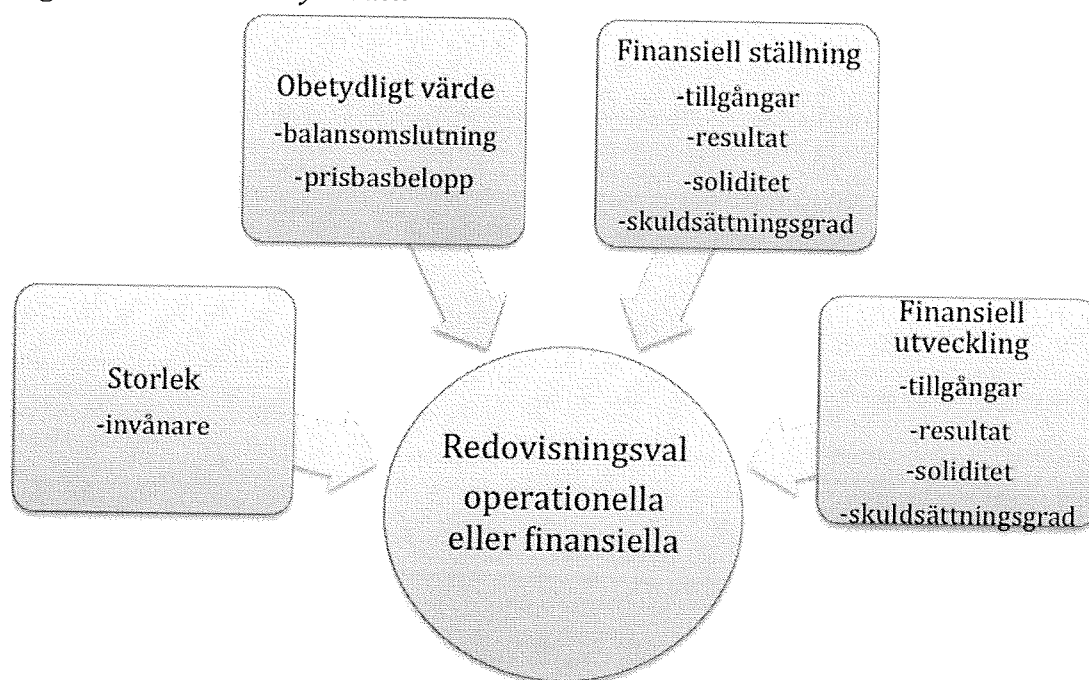 Obetydligt värde
-balansomslutning
-prisbasbelopp
Finansiell ställning
-tillgångar
-resultat
-soliditet
-skuldsättningsgrad
Storlek
-invånare
Finansiell
utveckling
-tillgångar
-resultat
-soliditet
-skuldsättningsgrad
Redovisningsval
operationella
eller finansiella